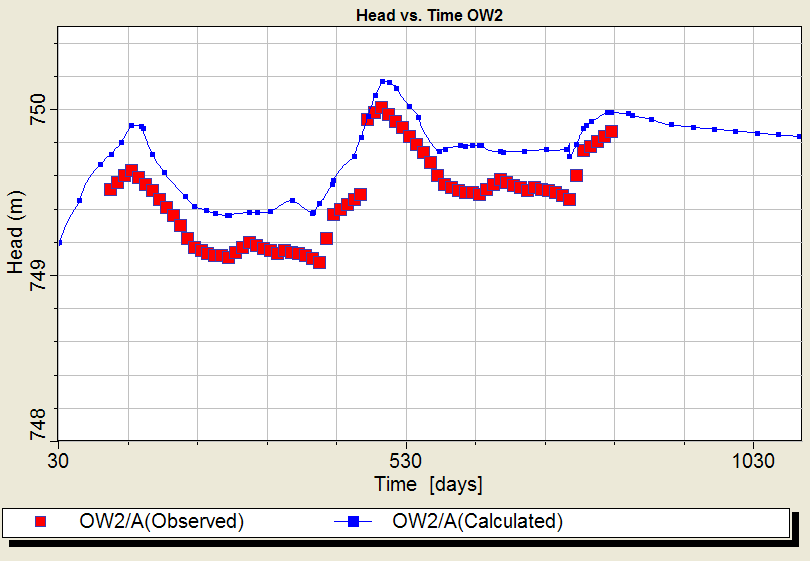 Head vs. Time OW2
750
749
748
Head (m)
30 530 1030
Time [days]
OW2/A(Observed) OW2/A(Calculated)